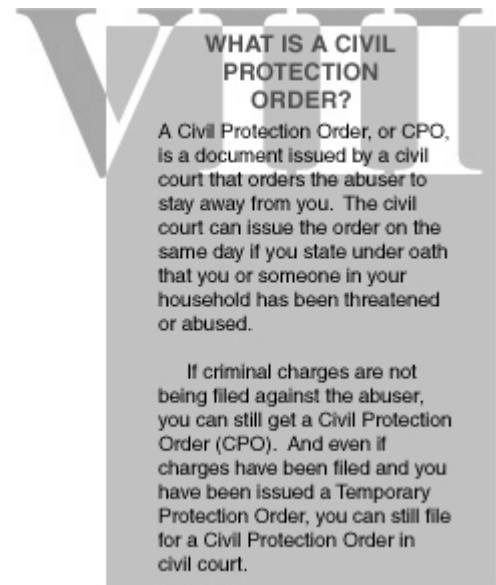 VIII
WHAT IS A CIVIL
PROTECTION
ORDER?
A Civil Protection Order, or CPO,
is a document issued by a civil
court that orders the abuser to
stay away from you.  The civil
court can issue the order on the
same day if you state under oath
that you or someone in your
household has been threatened
or abused.
If criminal charges are not
being filed against the abuser,
you can still get a Civil Protection
Order (CPO).  And even if
charges have been filed and you
have been issued a Temporary
Protection Order, you can still file
for a Civil Protection Order in
civil court.